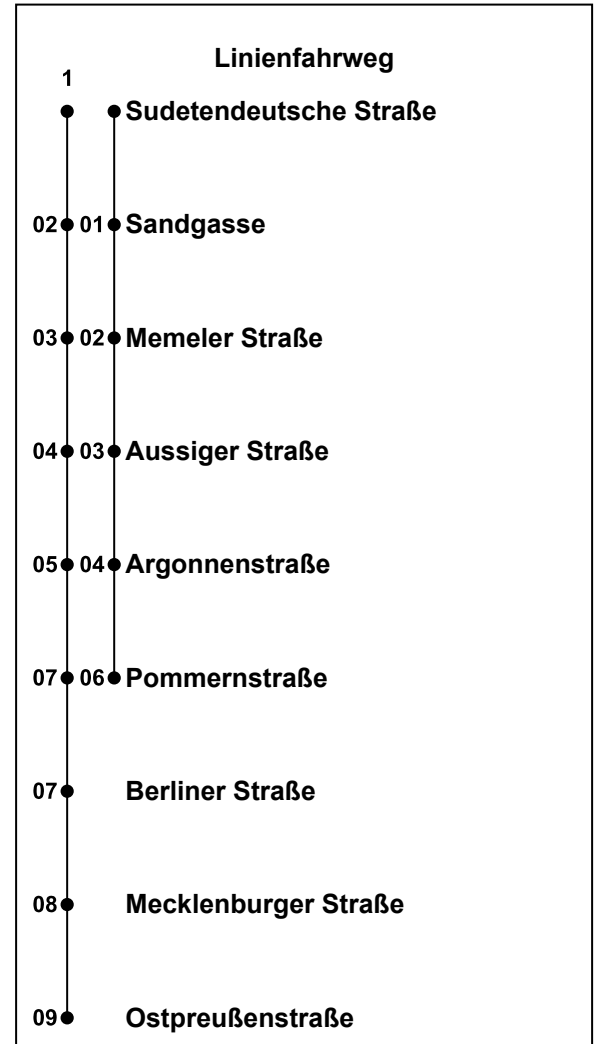 Linienfahrweg
1
Sudetendeutsche Straße
02 01 Sandgasse
03 02 Memeler Straße
04 03 Aussiger Straße
05 04 Argonnenstraße
07 06 Pommernstraße
07 Berliner Straße
08 Mecklenburger Straße
09 Ostpreußenstraße